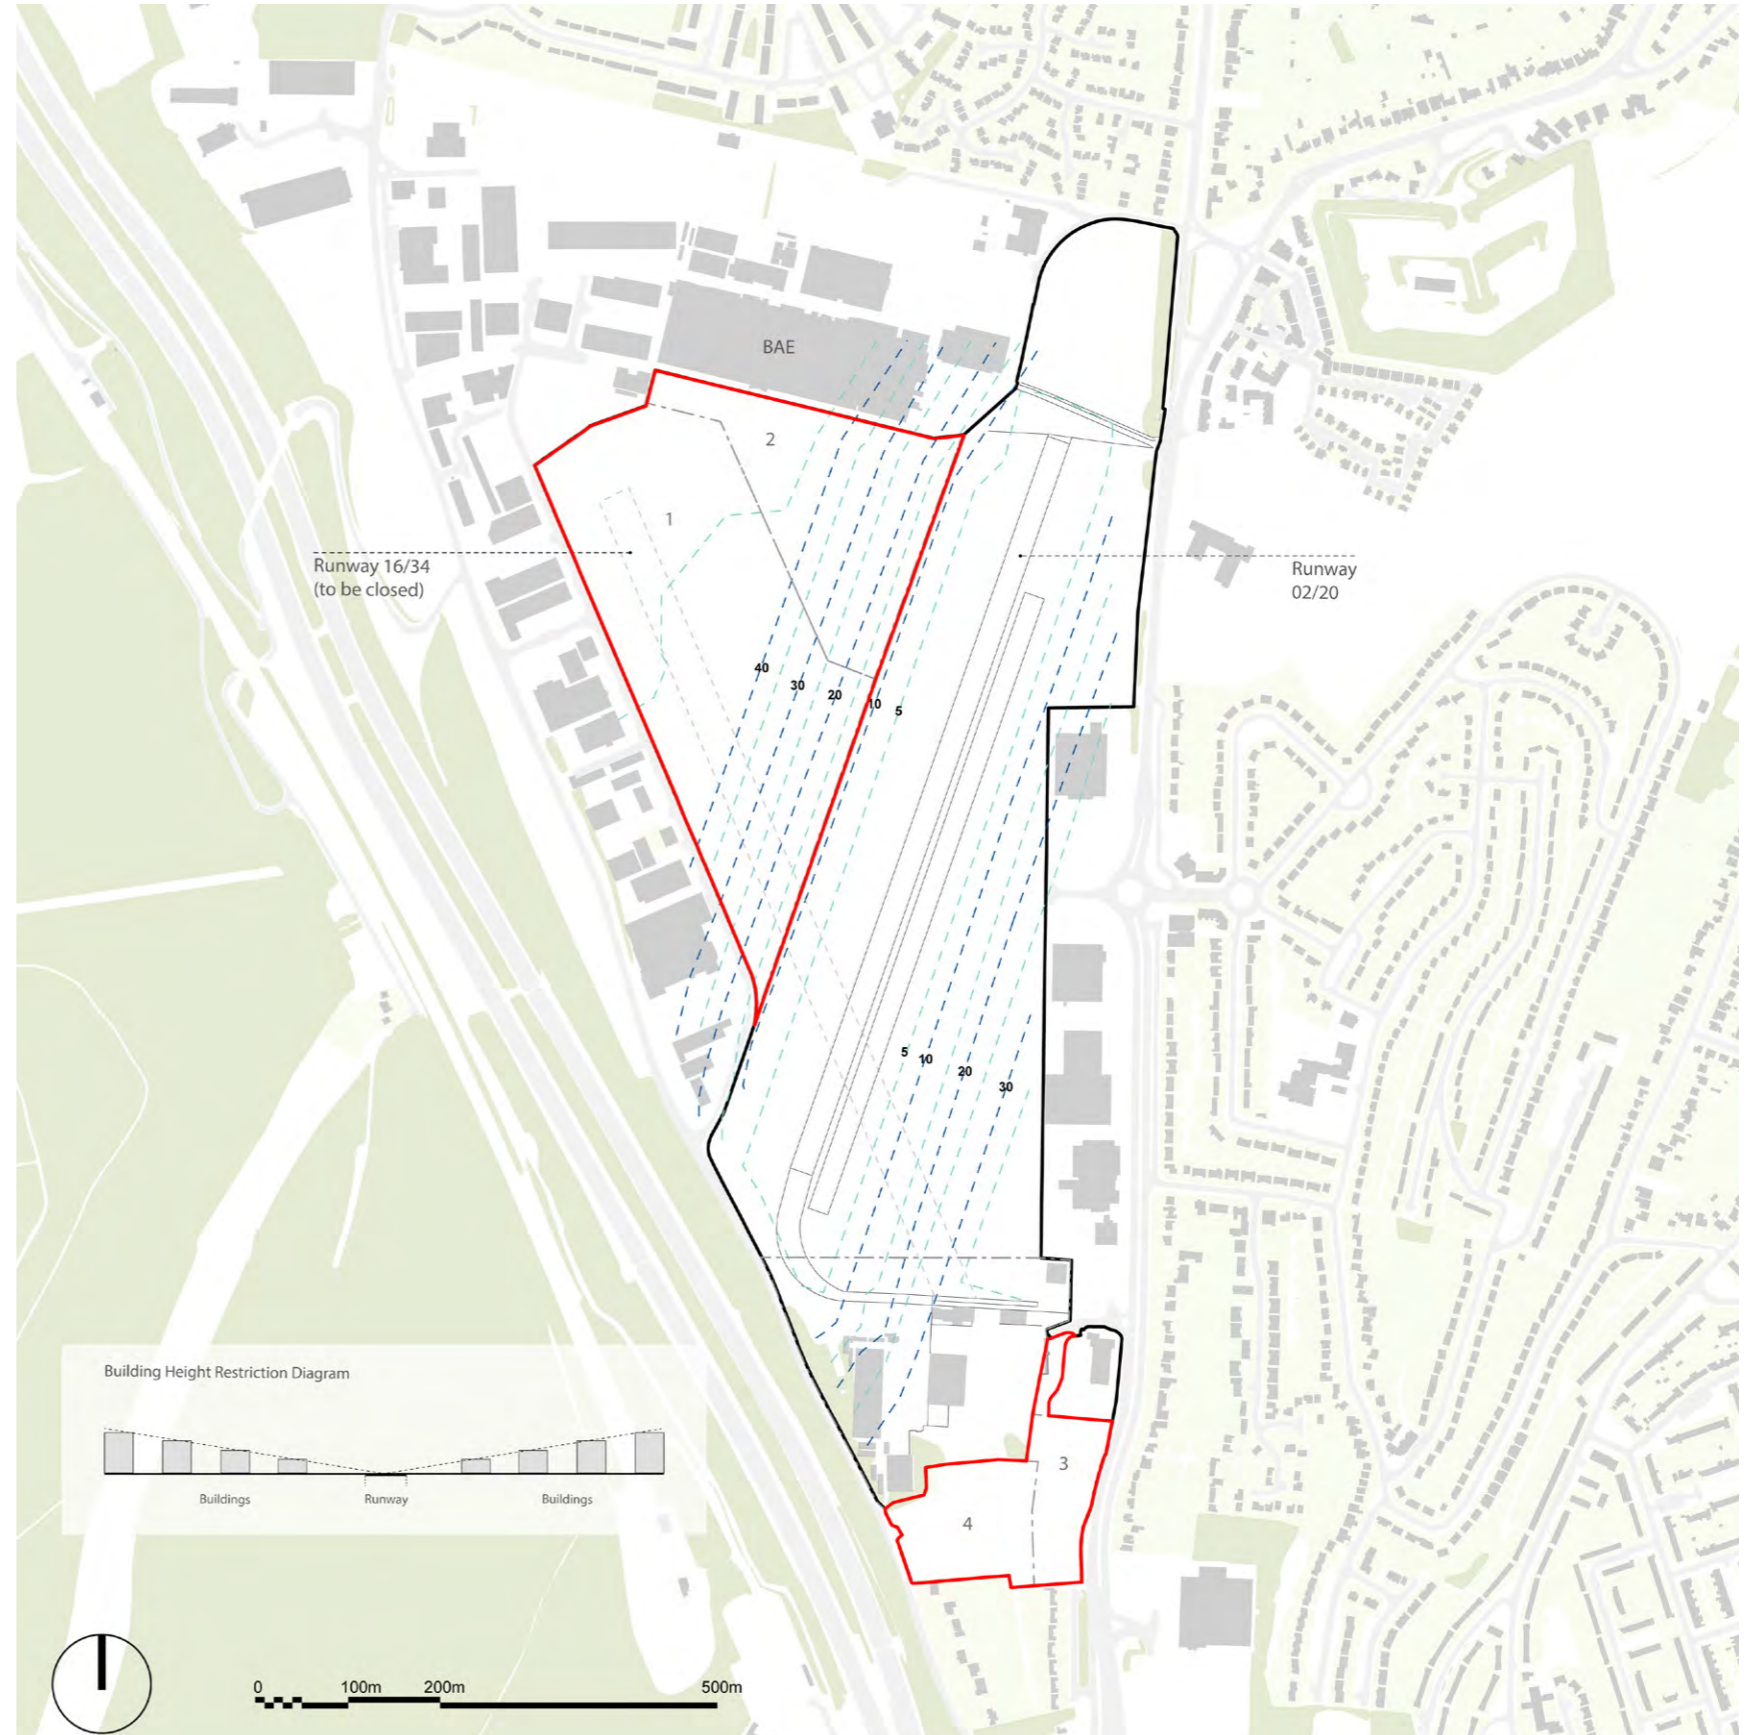 BAE
2
1
Runway 16/34
(to be closed)
Runway
02/20
40
30
20
10
5
5
10
20
30
3
4
Building Height Restriction Diagram
Buildings
Runway
Buildings
0
100m
200m
500m